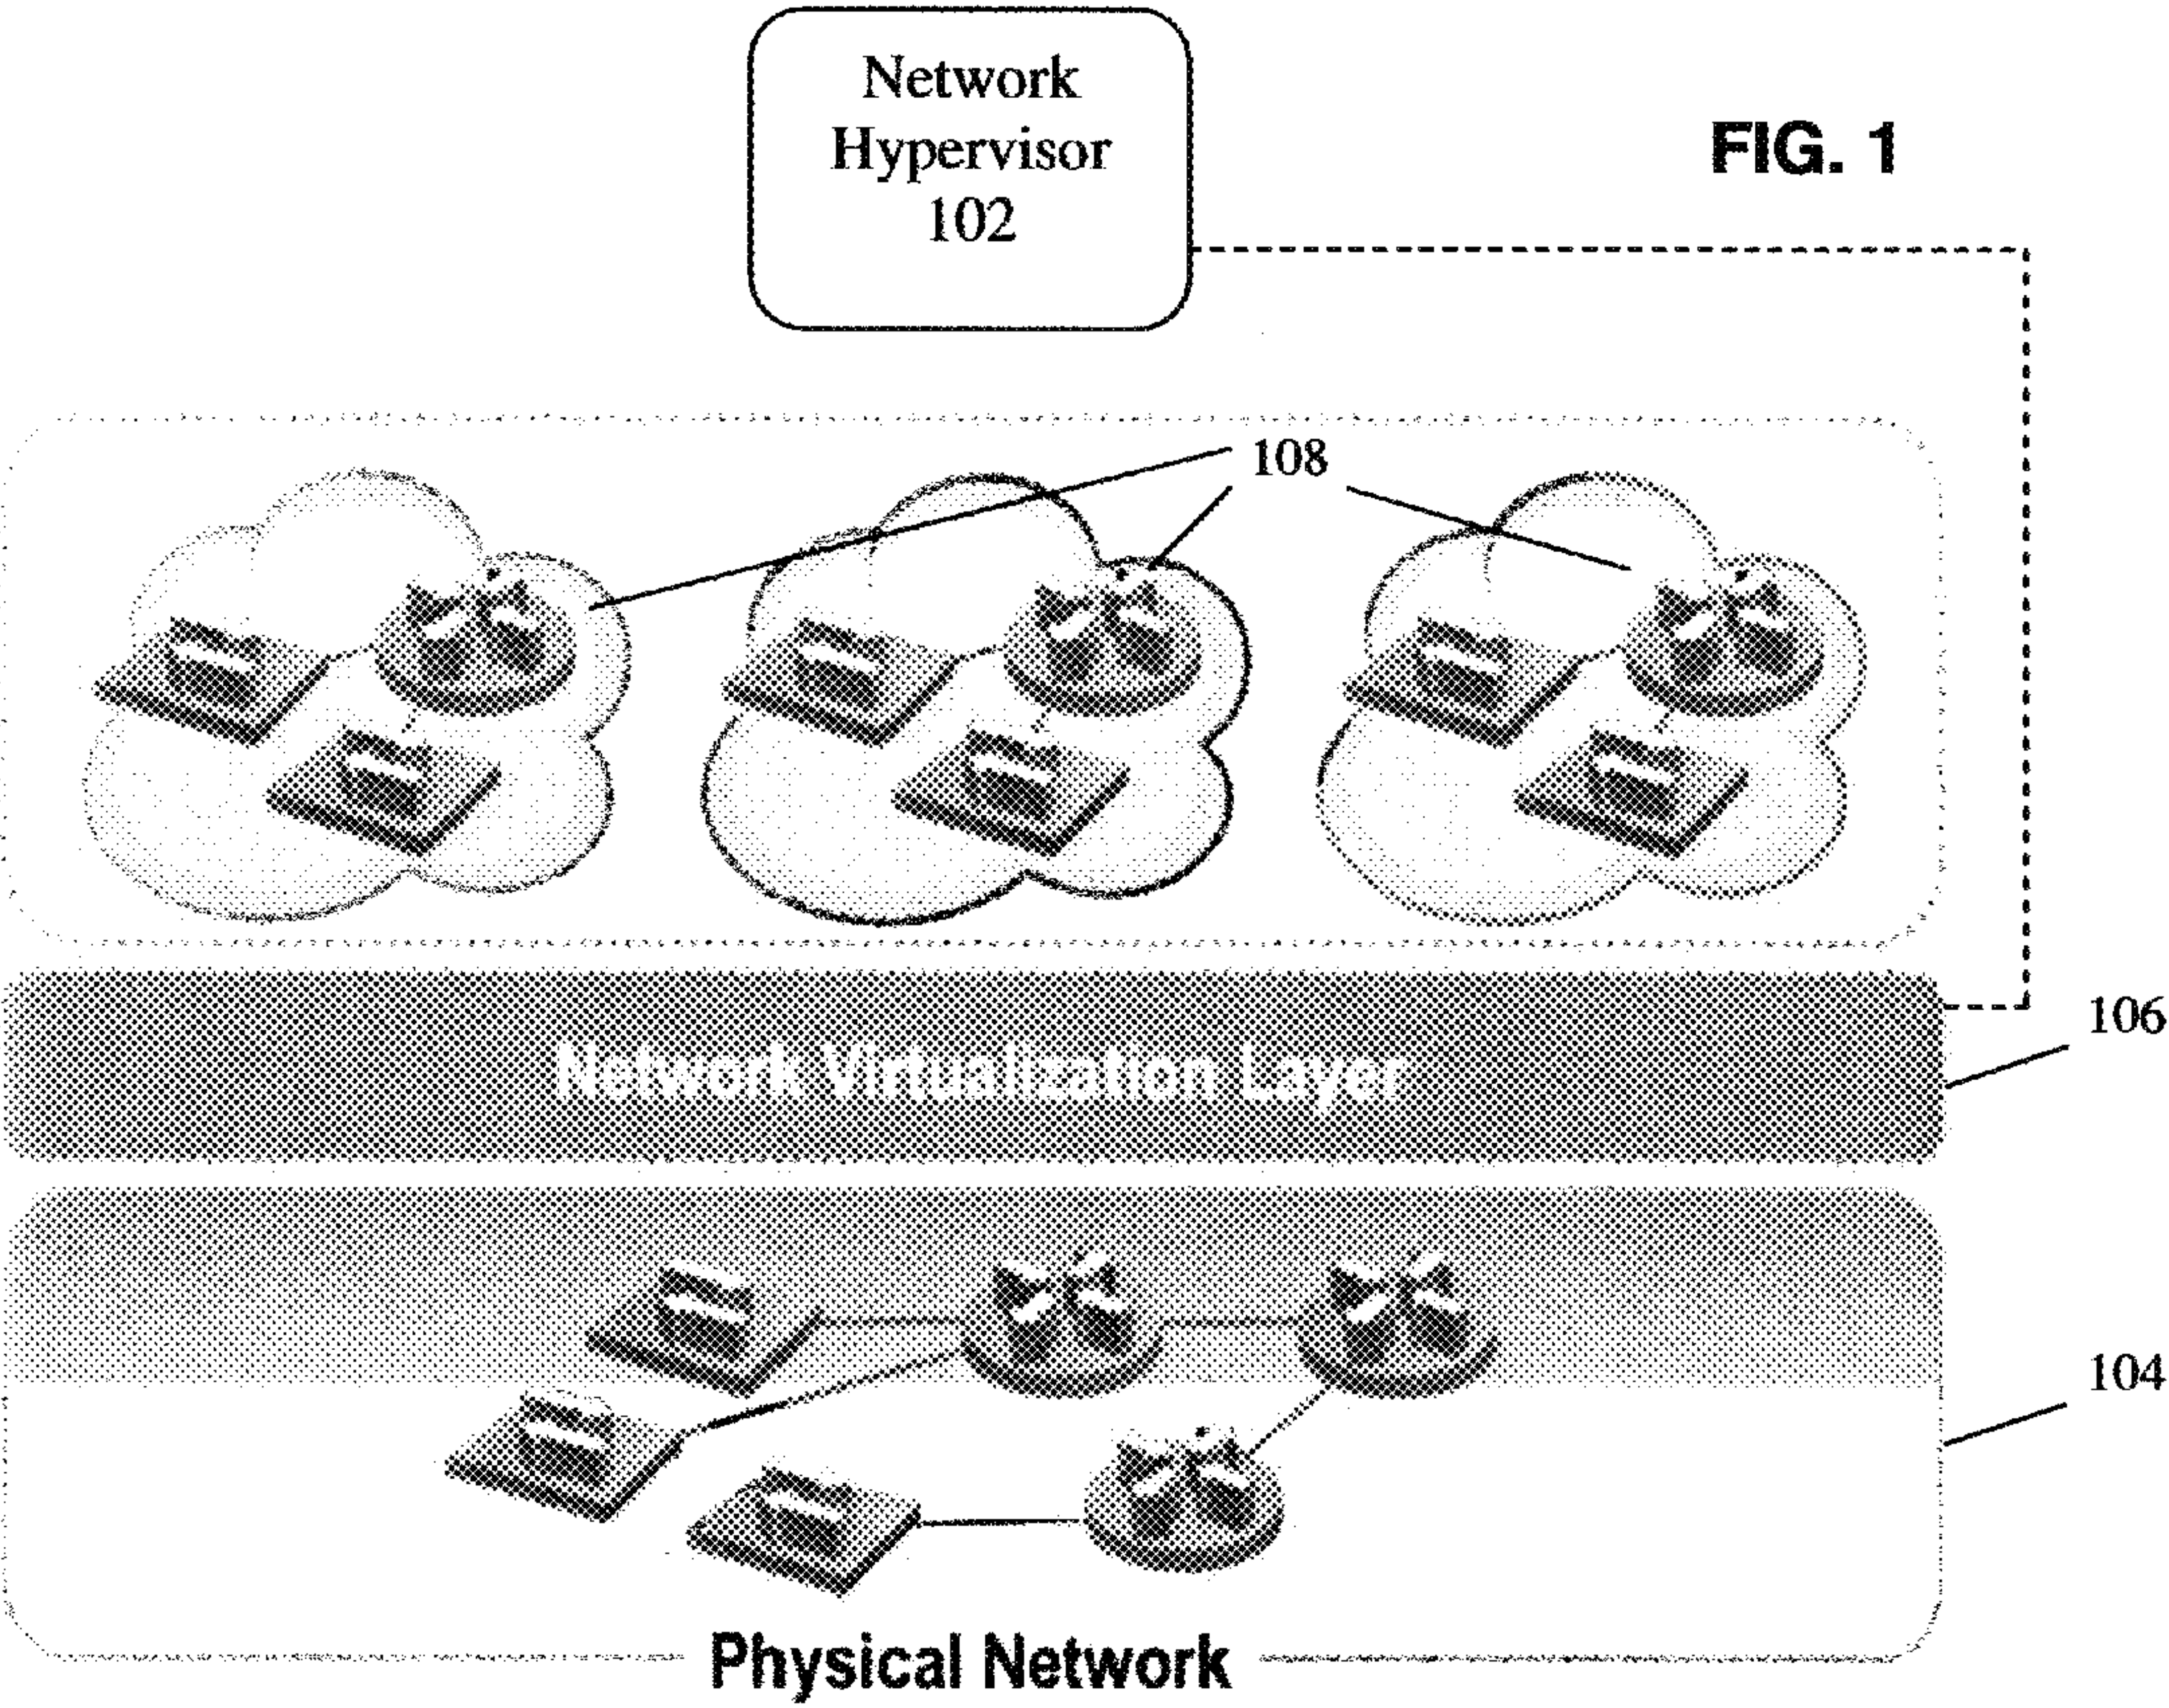 Network
Hypervisor
102
FIG. 1
108
106
Network Virtualization Layer
104
Physical Network